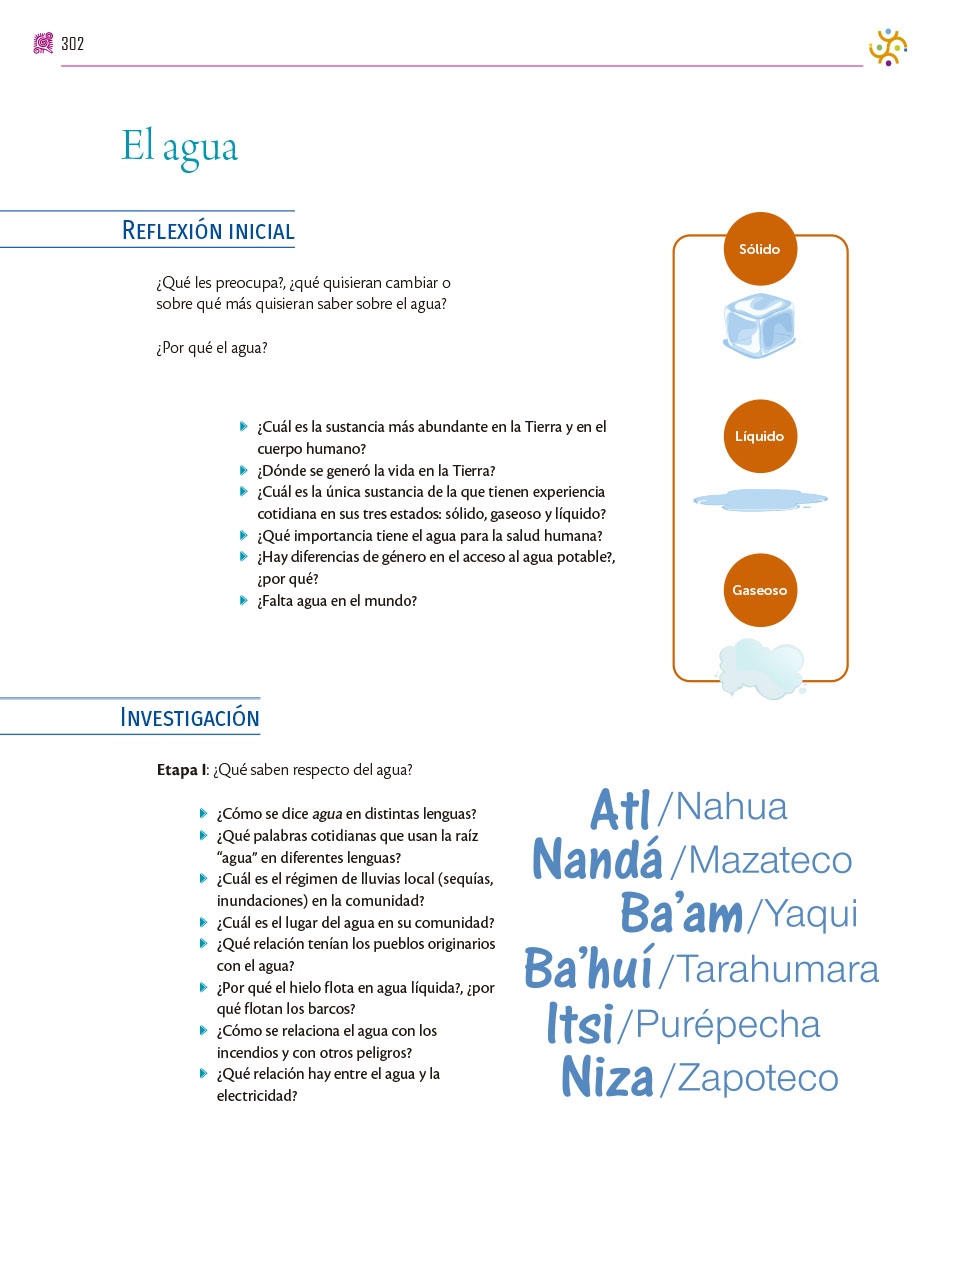 302
El agua
REFLEXIÓN INICIAL
¿Qué les preocupa?, ¿qué quisieran cambiar o
sobre qué más quisieran saber sobre el agua?
¿Por qué el agua?
¿Cuál es la sustancia más abundante en la Tierra y en el
cuerpo humano?
¿Dónde se generó la vida en la Tierra?
¿Cuál es la única sustancia de la que tienen experiencia
cotidiana en sus tres estados: sólido, gaseoso y líquido?
¿Qué importancia tiene el agua para la salud humana?
¿Hay diferencias de género en el acceso al agua potable?,
¿por qué?
¿Falta agua en el mundo?
Sólido
Líquido
Gaseoso
INVESTIGACIÓN
Etapa I: ¿Qué saben respecto del agua?
¿Cómo se dice agua en distintas lenguas?
¿Qué palabras cotidianas que usan la raíz
“agua” en diferentes lenguas?
¿Cuál es el régimen de lluvias local (sequías,
inundaciones) en la comunidad?
¿Cuál es el lugar del agua en su comunidad?
¿Qué relación tenían los pueblos originarios
con el agua?
¿Por qué el hielo flota en agua líquida?, ¿por
qué flotan los barcos?
¿Cómo se relaciona el agua con los
incendios y con otros peligros?
¿Qué relación hay entre el agua y la
electricidad?
Atl /Nahua
Nandá /Mazateco
Ba’am /Yaqui
Ba’huí /Tarahumara
Itsi /Purépecha
Niza /Zapoteco